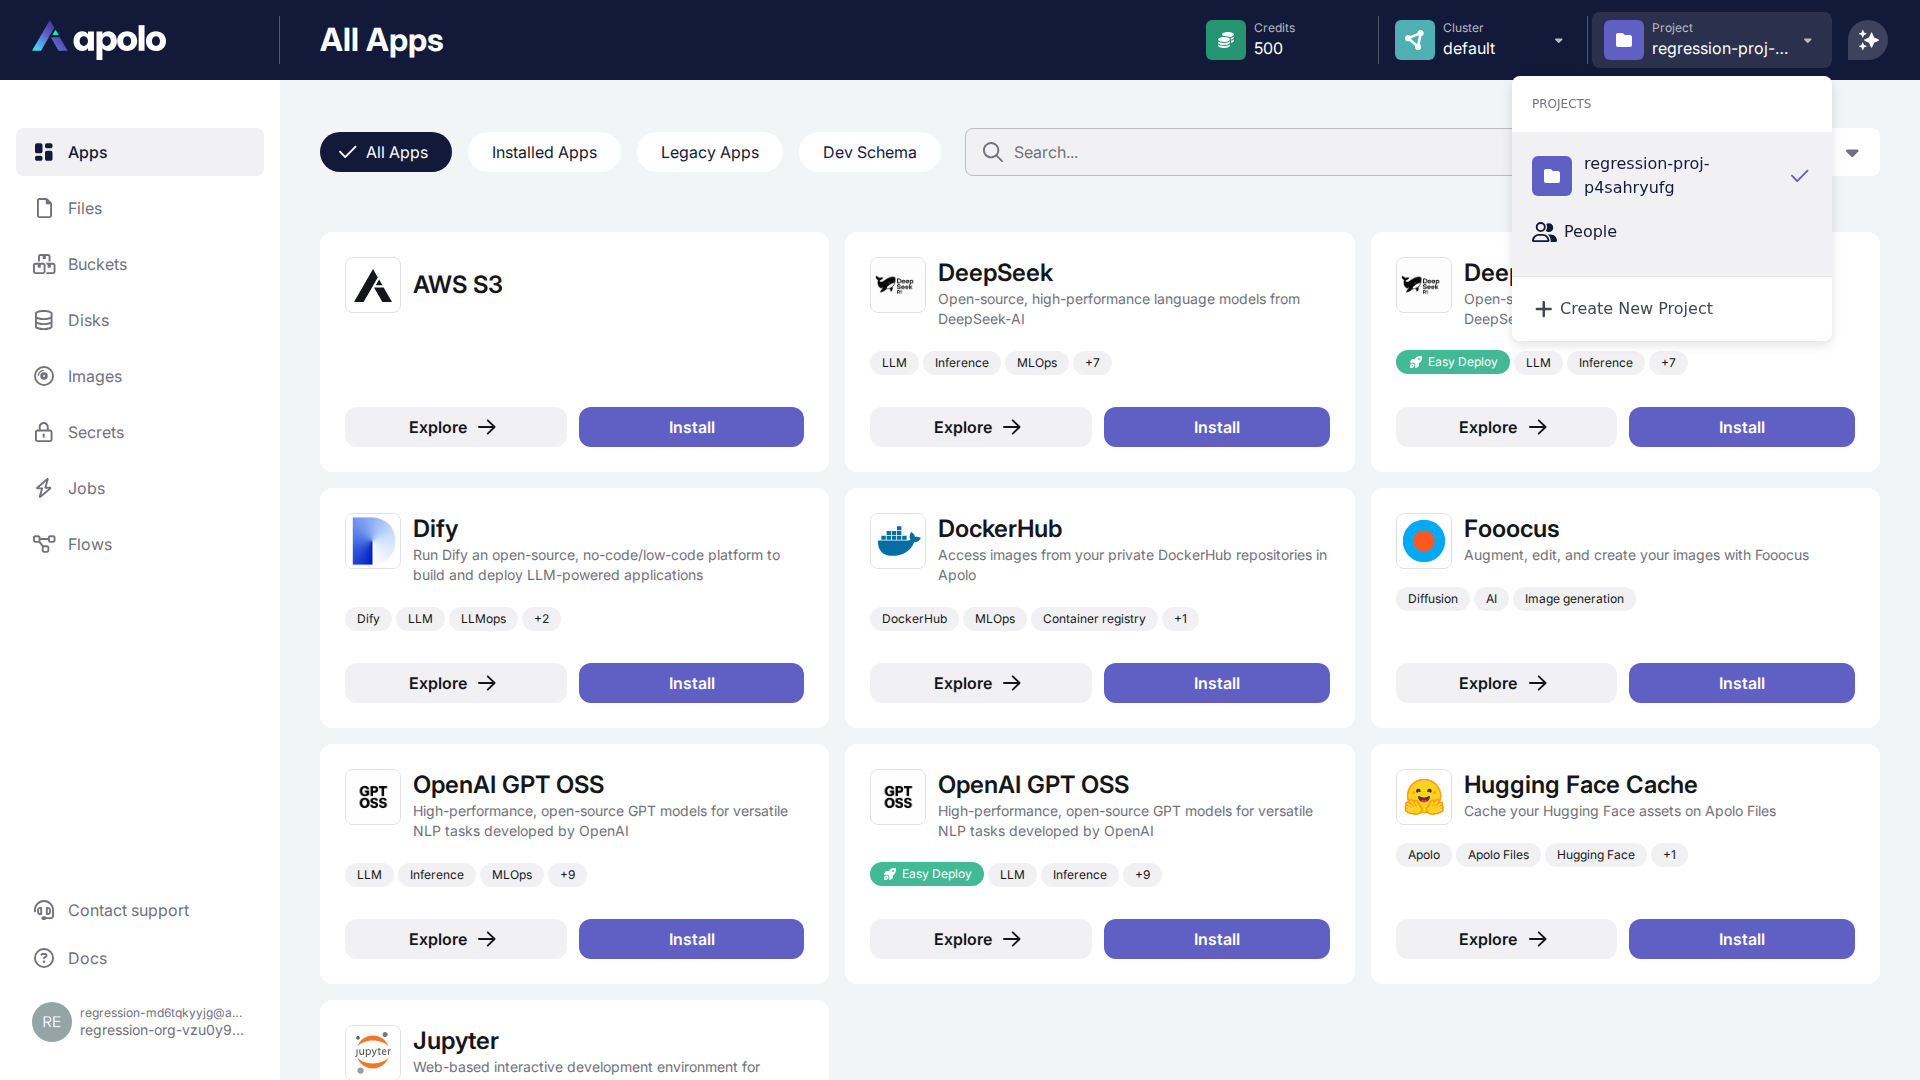 apolo
All Apps
Credits
500
Cluster
default
Project
regression-proj-...
PROJECTS
regression-proj-
p4sahryufg
People
Create New Project
Apps
Files
Buckets
Disks
Images
Secrets
Jobs
Flows
Contact support
Docs
RE
regression-md6tqkyyjg@a...
regression-org-vzu0y9...
All Apps
Installed Apps
Legacy Apps
Dev Schema
Search...
AWS S3
Explore
Install
deep
seek
AI
DeepSeek
Open-source, high-performance language models from
DeepSeek-AI
LLM
Inference
MLOps
+7
Explore
Install
deep
seek
AI
Deep
Open-s
DeepSe
Easy Deploy
LLM
Inference
+7
Explore
Install
Dify
Run Dify an open-source, no-code/low-code platform to
build and deploy LLM-powered applications
Dify
LLM
LLMops
+2
Explore
Install
DockerHub
Access images from your private DockerHub repositories in
Apolo
DockerHub
MLOps
Container registry
+1
Explore
Install
Fooocus
Augment, edit, and create your images with Fooocus
Diffusion
AI
Image generation
Explore
Install
GPT
OSS
OpenAI GPT OSS
High-performance, open-source GPT models for versatile
NLP tasks developed by OpenAI
LLM
Inference
MLOps
+9
Explore
Install
GPT
OSS
OpenAI GPT OSS
High-performance, open-source GPT models for versatile
NLP tasks developed by OpenAI
Easy Deploy
LLM
Inference
+9
Explore
Install
Hugging Face Cache
Cache your Hugging Face assets on Apolo Files
Apolo
Apolo Files
Hugging Face
+1
Explore
Install
jupyter
Jupyter
Web-based interactive development environment for